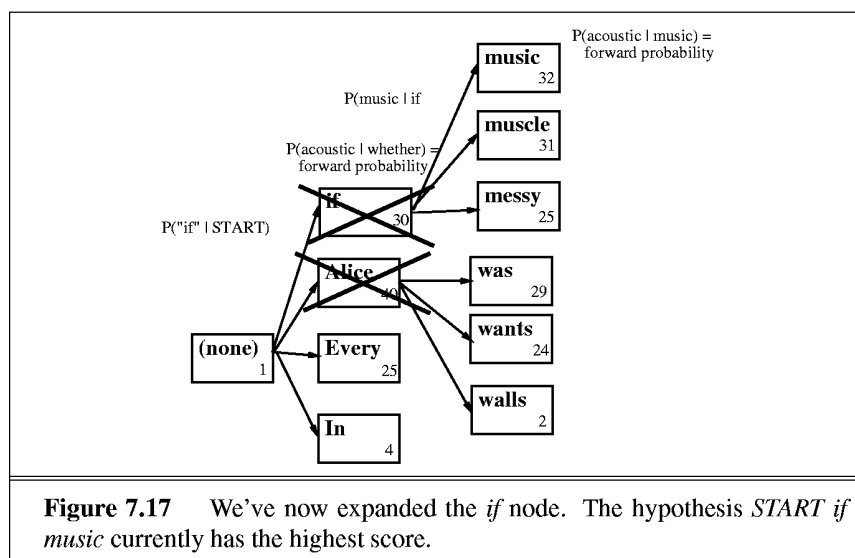 P(acoustic | music) =
forward probability
music
32
P(music | if
muscle
31
P(acoustic | whether) =
forward probability
messy
25
if
30
P("if" | START)
Alice
40
was
29
wants
24
(none)
1
Every
25
walls
2
In
4
Figure 7.17 We've now expanded the if node. The hypothesis START if
music currently has the highest score.